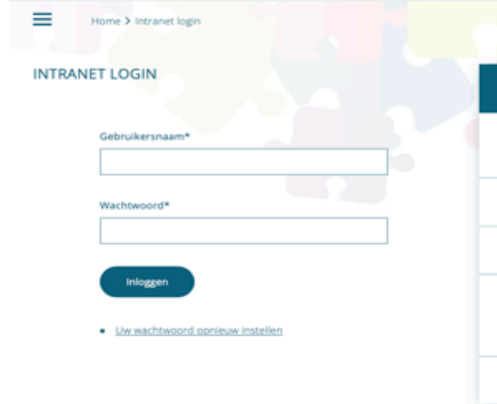 Home > Intranet login
INTRANET LOGIN
Gebruikersnaam*
Wachtwoord*
Inloggen
Uw wachtwoord opnieuw instellen